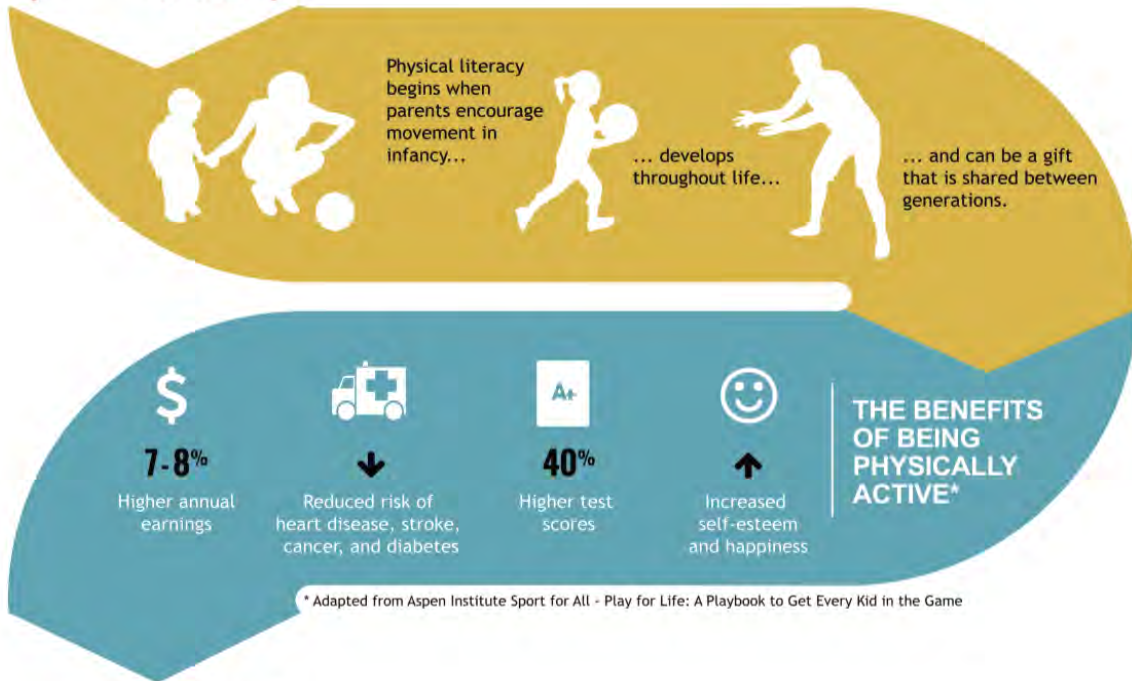 Physical literacy
begins when
parents encourage
movement in
infancy...
... develops
throughout life...
... and can be a gift
that is shared between
generations.
$
7-8%
Higher annual
earnings
Reduced risk of
heart disease, stroke,
cancer, and diabetes
A+
40%
Higher test
scores
Increased
self-esteem
and happiness
THE BENEFITS
OF BEING
PHYSICALLY
ACTIVE*
* Adapted from Aspen Institute Sport for All - Play for Life: A Playbook to Get Every Kid in the Game